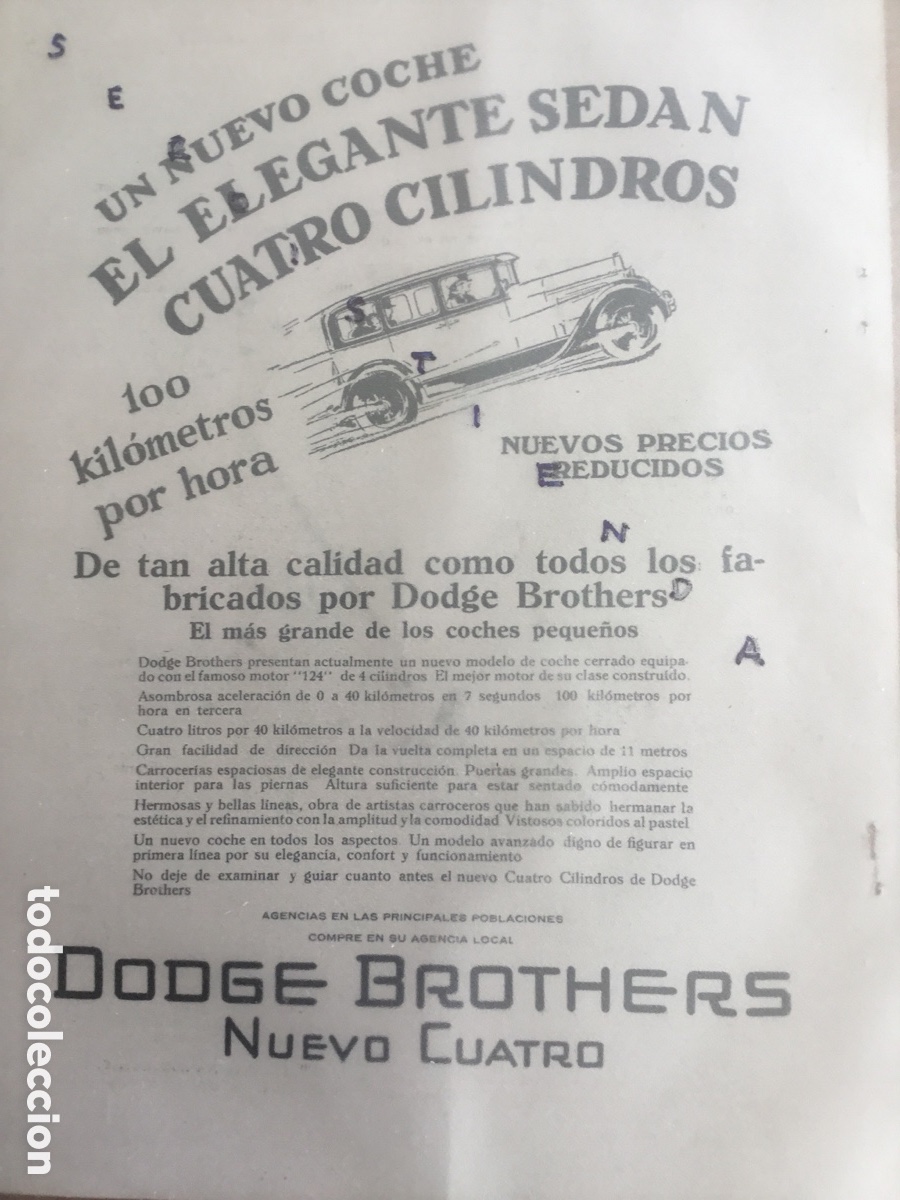 UN NUEVO COCHE
EL ELEGANTE SEDAN
CUATRO CILINDROS
100
kilómetros
por hora
NUEVOS PRECIOS
REDUCIDOS
De tan alta calidad como todos los fa-
bricados por Dodge Brothers
El más grande de los coches pequeños
Dodge Brothers presentan actualmente un nuevo modelo de coche cerrado equipa-
do con el famoso motor "124" de 4 cilindros El mejor motor de su clase construído.
Asombrosa aceleración de 0 a 40 kilómetros en 7 segundos 100 kilómetros por
hora en tercera
Cuatro litros por 40 kilómetros a la velocidad de 40 kilómetros por hora
Gran facilidad de dirección Da la vuelta completa en un espacio de 11 metros
Carrocerías espaciosas de elegante construcción. Puertas grandes. Amplio espacio
interior para las piernas Altura suficiente para estar sentado cómodamente
Hermosas y bellas líneas, obra de artistas carroceros que han sabido hermanar la
estética y el refinamiento con la amplitud y la comodidad Vistosos coloridos al pastel
Un nuevo coche en todos los aspectos Un modelo avanzado digno de figurar en
primera línea por su elegancia, confort y funcionamiento
No deje de examinar y guiar cuanto antes el nuevo Cuatro Cilindros de Dodge
Brothers
AGENCIAS EN LAS PRINCIPALES POBLACIONES
COMPRE EN SU AGENCIA LOCAL
DODGE BROTHERS
NUEVO CUATRO
S
E
S
T
I
E
N
D
A
todocoleccion